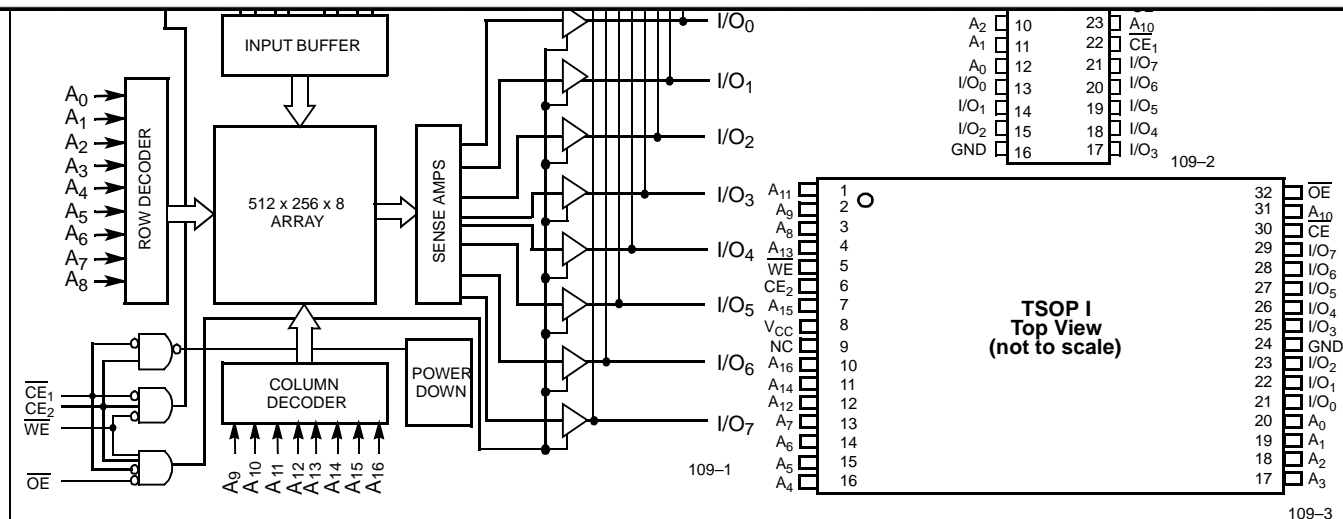 INPUT BUFFER
A0
A1
A2
A3
A4
A5
A6
A7
A8
ROW DECODER
512 x 256 x 8
ARRAY
SENSE AMPS
I/O0
I/O1
I/O2
I/O3
I/O4
I/O5
I/O6
I/O7
COLUMN
DECODER
POWER
DOWN
CE1
CE2
WE
OE
A9
A10
A11
A12
A13
A14
A15
A16
109–1
A2 10 23 A10
A1 11 22 CE1
A0 12 21 I/O7
I/O0 13 20 I/O6
I/O1 14 19 I/O5
I/O2 15 18 I/O4
GND 16 17 I/O3
109–2
A11 1 32 OE
A9 2 31 A10
A8 3 30 CE
A13 4 29 I/O7
WE 5 28 I/O6
CE2 6 27 I/O5
A15 7 26 I/O4
VCC 8 25 I/O3
NC 9 24 GND
A16 10 23 I/O2
A14 11 22 I/O1
A12 12 21 I/O0
A7 13 20 A0
A6 14 19 A1
A5 15 18 A2
A4 16 17 A3
TSOP I
Top View
(not to scale)
109–3